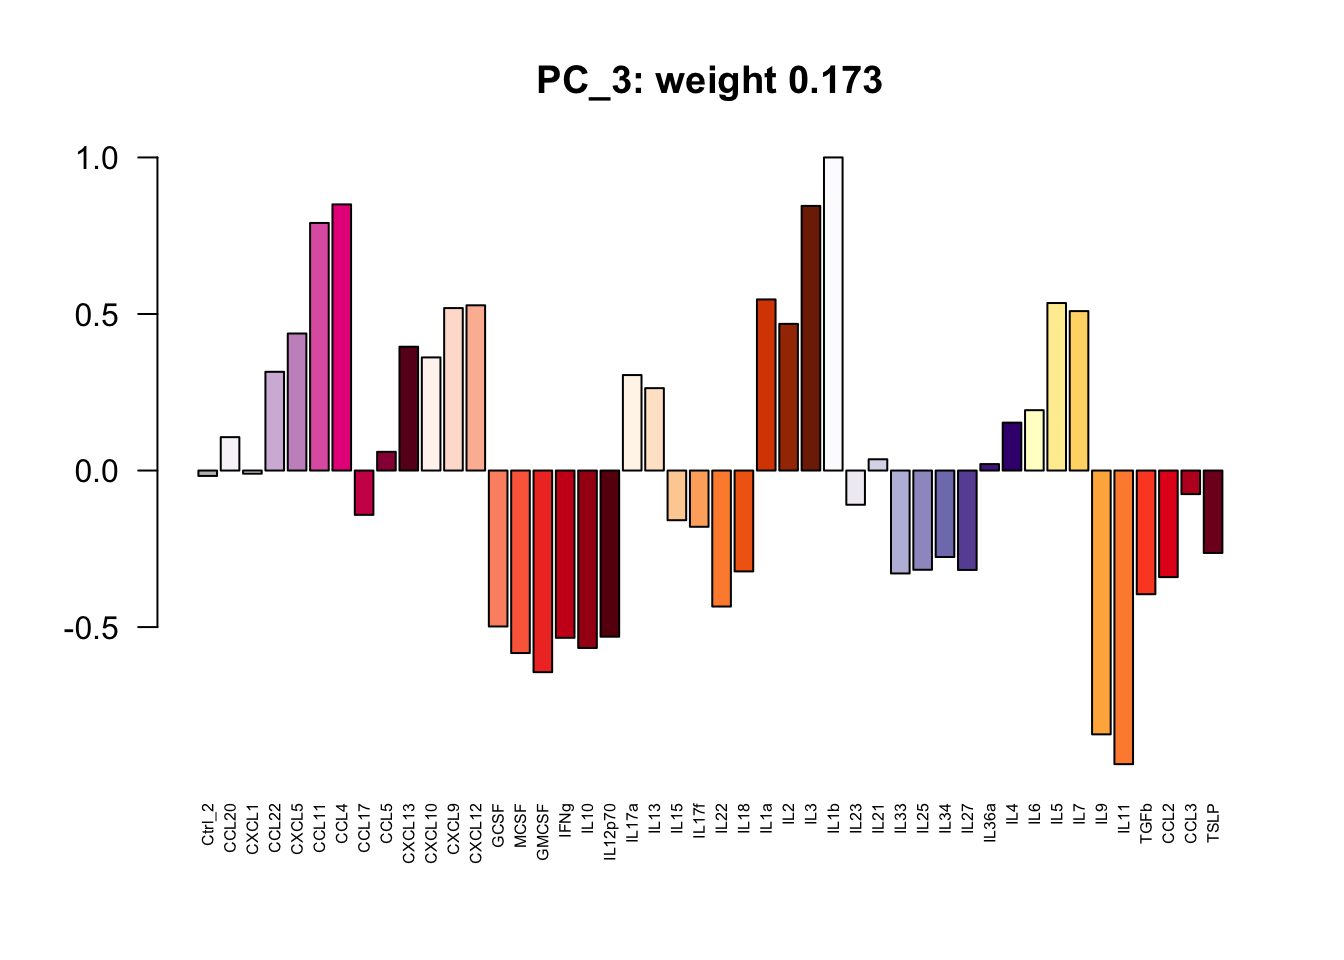 PC_3: weight 0.173
1.0
0.5
0.0
-0.5
Ctrl_2
CCL20
CXCL1
CCL22
CXCL5
CCL11
CCL4
CCL17
CCL5
CXCL13
CXCL10
CXCL9
CXCL12
GCSF
MCSF
GMCSF
IFNg
IL10
IL12p70
IL17a
IL13
IL15
IL17f
IL22
IL18
IL1a
IL2
IL3
IL1b
IL23
IL21
IL33
IL25
IL34
IL27
IL36a
IL4
IL6
IL5
IL7
IL9
IL11
TGFb
CCL2
CCL3
TSLP